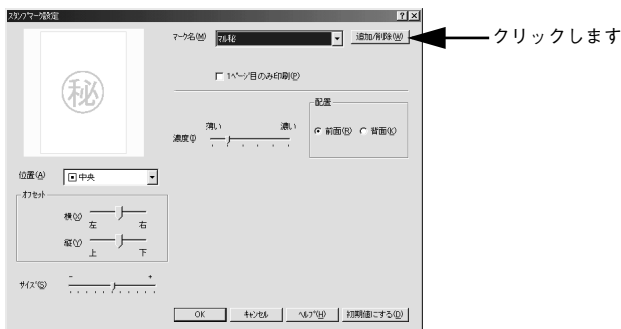 スタンプマーク設定
マーク名(M) マル秘 追加/削除(W) クリックします
1ページ目のみ印刷(P)
㊙
配置
薄い 濃い
濃度(I) 前面(R) 背面(K)
位置(A) 中央
オフセット
横(X) 左 右
縦(Y) 上 下
サイズ(S) - +
OK キャンセル ヘルプ(H) 初期値にする(D)